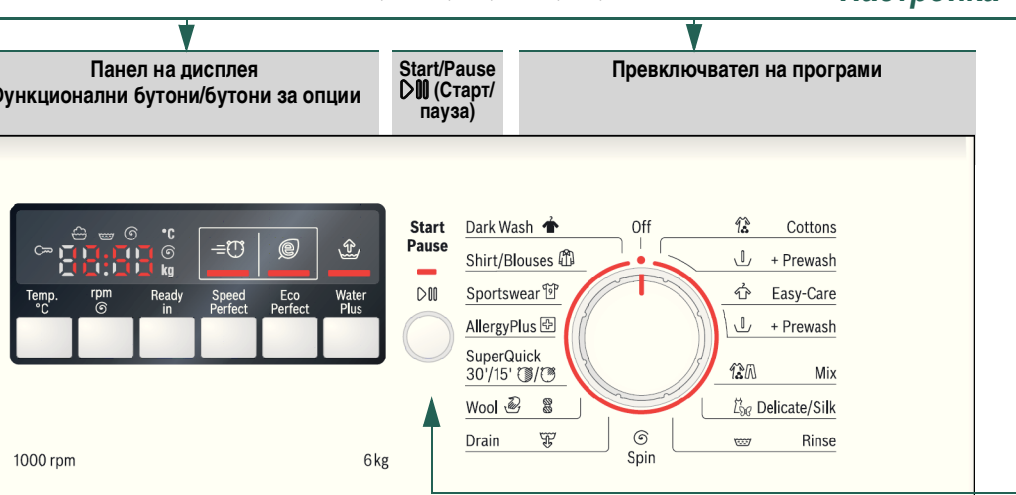 Настройка
Панел на дисплея
Функционални бутони/бутони за опции
Start/Pause
(Старт/
пауза)
Превключвател на програми
°C
kg
88:88
Temp.
°C
rpm
Ready
in
Speed
Perfect
Eco
Perfect
Water
Plus
Start
Pause
Dark Wash
Shirt/Blouses
Sportswear
AllergyPlus
SuperQuick
30'/15'
Wool
Drain
Off
Spin
Cottons
+ Prewash
Easy-Care
+ Prewash
Mix
Delicate/Silk
Rinse
1000 rpm
6 kg